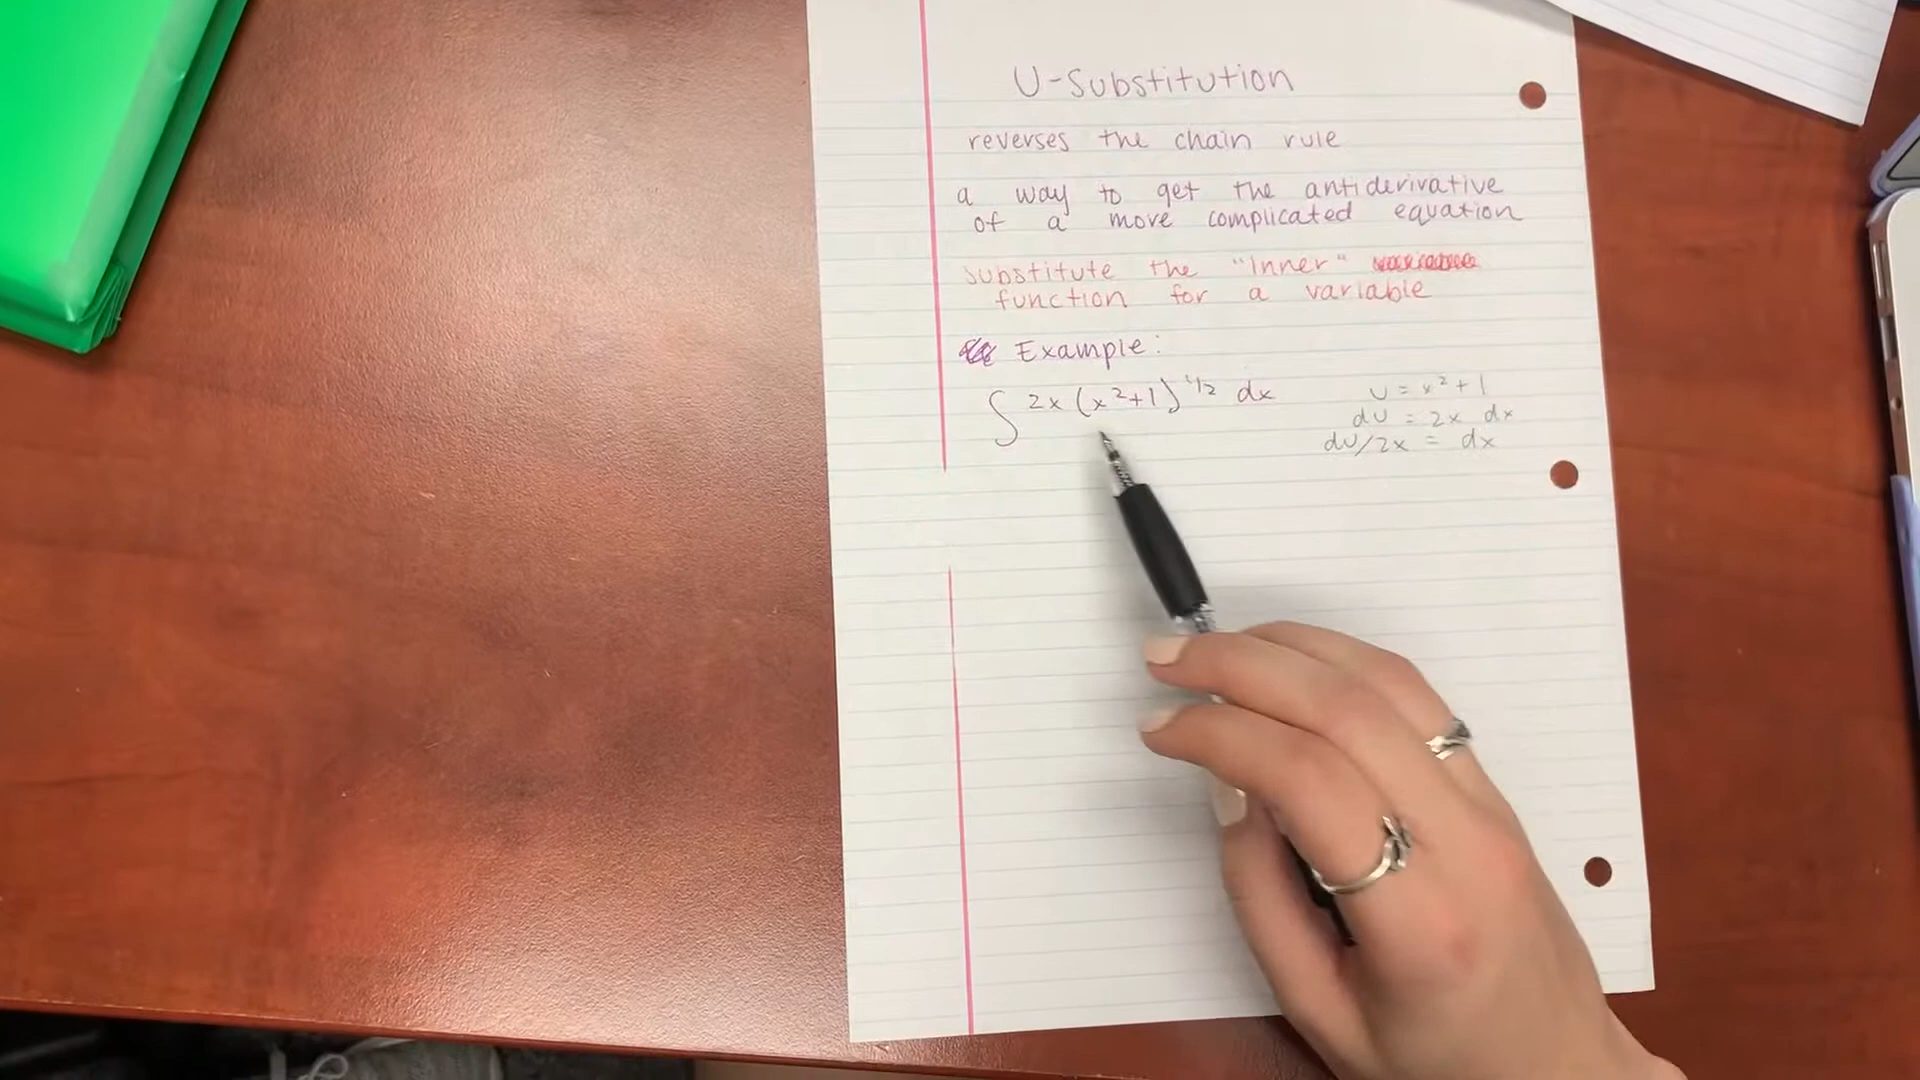 U-Substitution
reverses the chain rule
a way to get the antiderivative
of a more complicated equation
substitute the "inner"
function for a variable
Example:
∫ 2x (x²+1)^1/2 dx
U = x² + 1
dU = 2x dx
dU/2x = dx